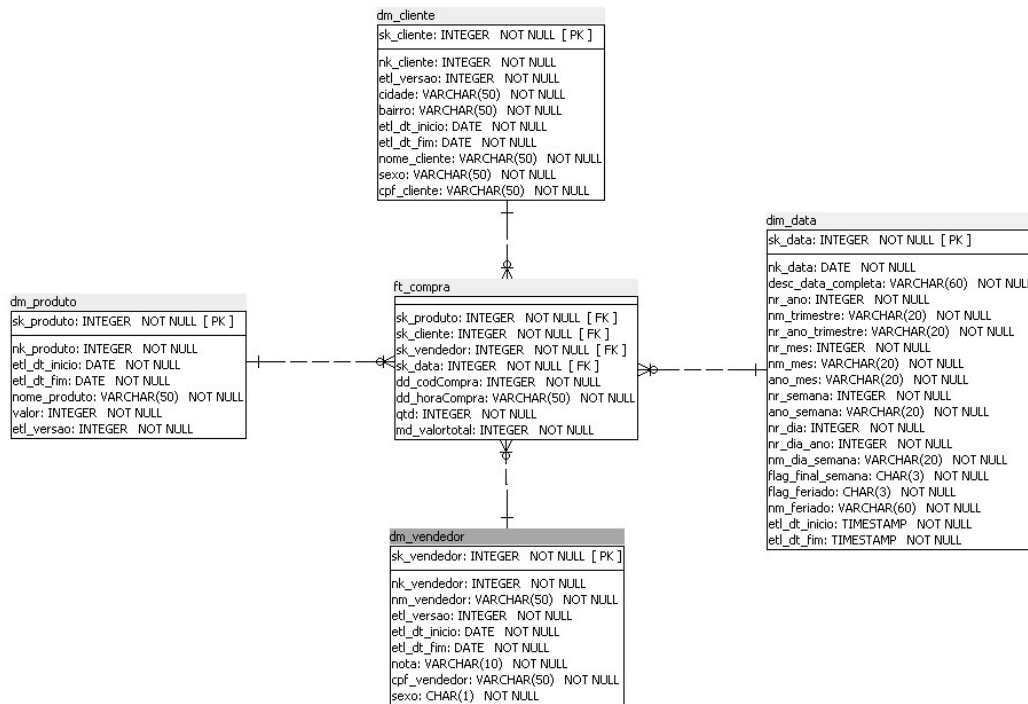 dm_cliente
sk_cliente: INTEGER NOT NULL [ PK ]
nk_cliente: INTEGER NOT NULL
etl_versao: INTEGER NOT NULL
cidade: VARCHAR(50) NOT NULL
bairro: VARCHAR(50) NOT NULL
etl_dt_inicio: DATE NOT NULL
etl_dt_fim: DATE NOT NULL
nome_cliente: VARCHAR(50) NOT NULL
sexo: VARCHAR(50) NOT NULL
cpf_cliente: VARCHAR(50) NOT NULL
dm_produto
sk_produto: INTEGER NOT NULL [ PK ]
nk_produto: INTEGER NOT NULL
etl_dt_inicio: DATE NOT NULL
etl_dt_fim: DATE NOT NULL
nome_produto: VARCHAR(50) NOT NULL
valor: INTEGER NOT NULL
etl_versao: INTEGER NOT NULL
ft_compra
sk_produto: INTEGER NOT NULL [ FK ]
sk_cliente: INTEGER NOT NULL [ FK ]
sk_vendedor: INTEGER NOT NULL [ FK ]
sk_data: INTEGER NOT NULL [ FK ]
dd_codCompra: INTEGER NOT NULL
dd_horaCompra: VARCHAR(50) NOT NULL
qtd: INTEGER NOT NULL
md_valortotal: INTEGER NOT NULL
dim_data
sk_data: INTEGER NOT NULL [ PK ]
nk_data: DATE NOT NULL
desc_data_completa: VARCHAR(60) NOT NULL
nr_ano: INTEGER NOT NULL
nm_trimestre: VARCHAR(20) NOT NULL
nr_ano_trimestre: VARCHAR(20) NOT NULL
nr_mes: INTEGER NOT NULL
nm_mes: VARCHAR(20) NOT NULL
ano_mes: VARCHAR(20) NOT NULL
nr_semana: INTEGER NOT NULL
ano_semana: VARCHAR(20) NOT NULL
nr_dia: INTEGER NOT NULL
nr_dia_ano: INTEGER NOT NULL
nm_dia_semana: VARCHAR(20) NOT NULL
flag_final_semana: CHAR(3) NOT NULL
flag_feriado: CHAR(3) NOT NULL
nm_feriado: VARCHAR(60) NOT NULL
etl_dt_inicio: TIMESTAMP NOT NULL
etl_dt_fim: TIMESTAMP NOT NULL
dm_vendedor
sk_vendedor: INTEGER NOT NULL [ PK ]
nk_vendedor: INTEGER NOT NULL
nm_vendedor: VARCHAR(50) NOT NULL
etl_versao: INTEGER NOT NULL
etl_dt_inicio: DATE NOT NULL
etl_dt_fim: DATE NOT NULL
nota: VARCHAR(10) NOT NULL
cpf_vendedor: VARCHAR(50) NOT NULL
sexo: CHAR(1) NOT NULL